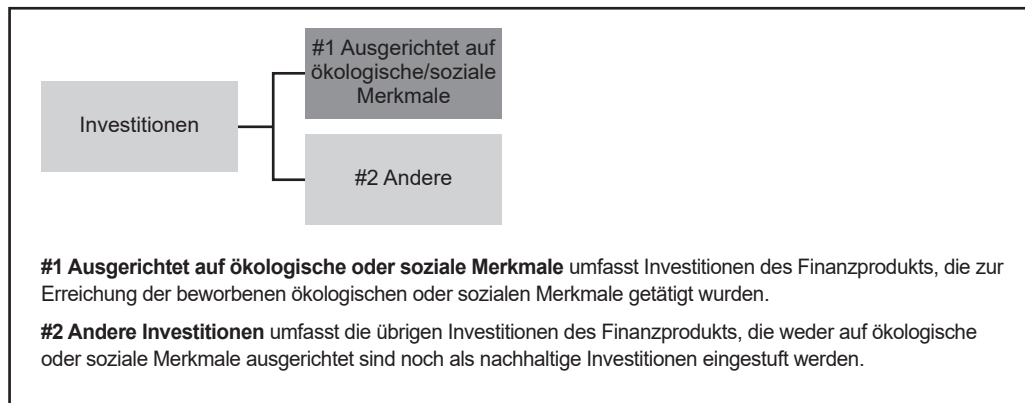 #1 Ausgerichtet auf
ökologische/soziale
Merkmale
Investitionen
#2 Andere
#1 Ausgerichtet auf ökologische oder soziale Merkmale umfasst Investitionen des Finanzprodukts, die zur
Erreichung der beworbenen ökologischen oder sozialen Merkmale getätigt wurden.
#2 Andere Investitionen umfasst die übrigen Investitionen des Finanzprodukts, die weder auf ökologische
oder soziale Merkmale ausgerichtet sind noch als nachhaltige Investitionen eingestuft werden.